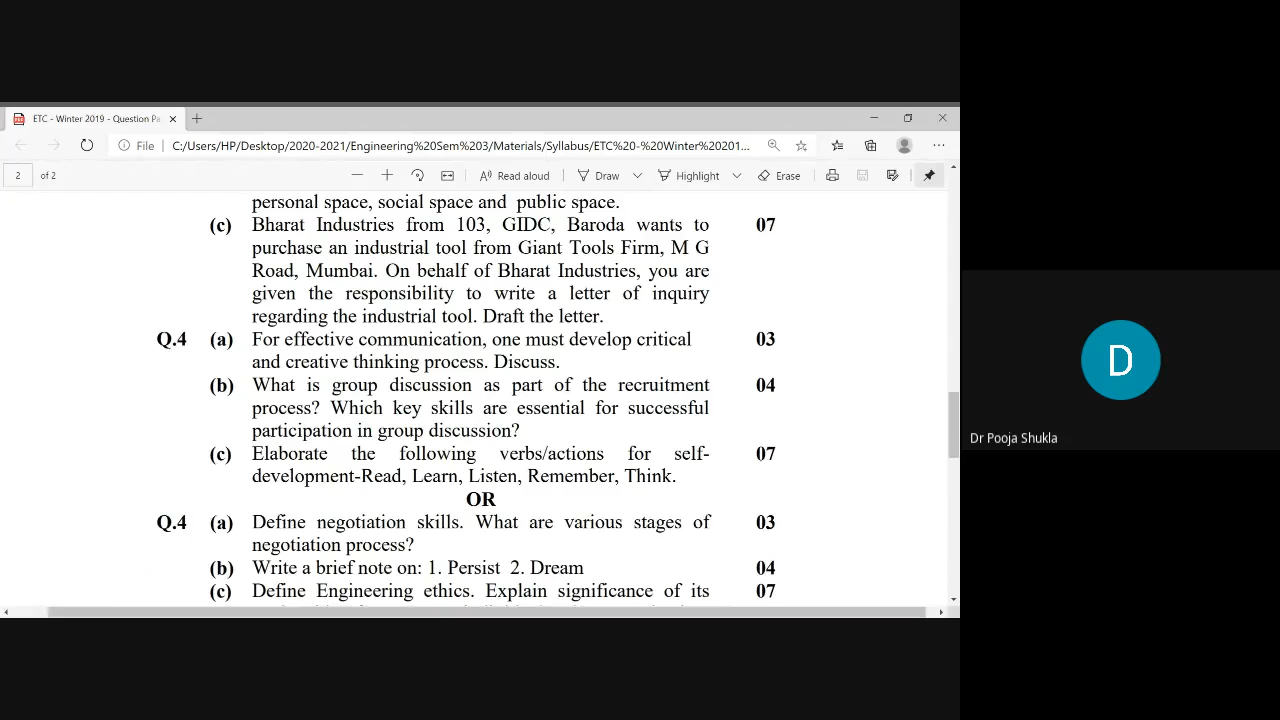 ETC - Winter 2019 - Question Pa
File C:/Users/HP/Desktop/2020-2021/Engineering%20Sem%203/Materials/Syllabus/ETC%20-%20Winter%20201...
2 of 2 Read aloud Draw Highlight Erase
personal space, social space and public space.
(c) Bharat Industries from 103, GIDC, Baroda wants to 07
purchase an industrial tool from Giant Tools Firm, M G
Road, Mumbai. On behalf of Bharat Industries, you are
given the responsibility to write a letter of inquiry
regarding the industrial tool. Draft the letter.
Q.4 (a) For effective communication, one must develop critical 03
and creative thinking process. Discuss.
(b) What is group discussion as part of the recruitment 04
process? Which key skills are essential for successful
participation in group discussion?
(c) Elaborate the following verbs/actions for self- 07
development-Read, Learn, Listen, Remember, Think.
OR
Q.4 (a) Define negotiation skills. What are various stages of 03
negotiation process?
(b) Write a brief note on: 1. Persist 2. Dream 04
(c) Define Engineering ethics. Explain significance of its 07
D
Dr Pooja Shukla